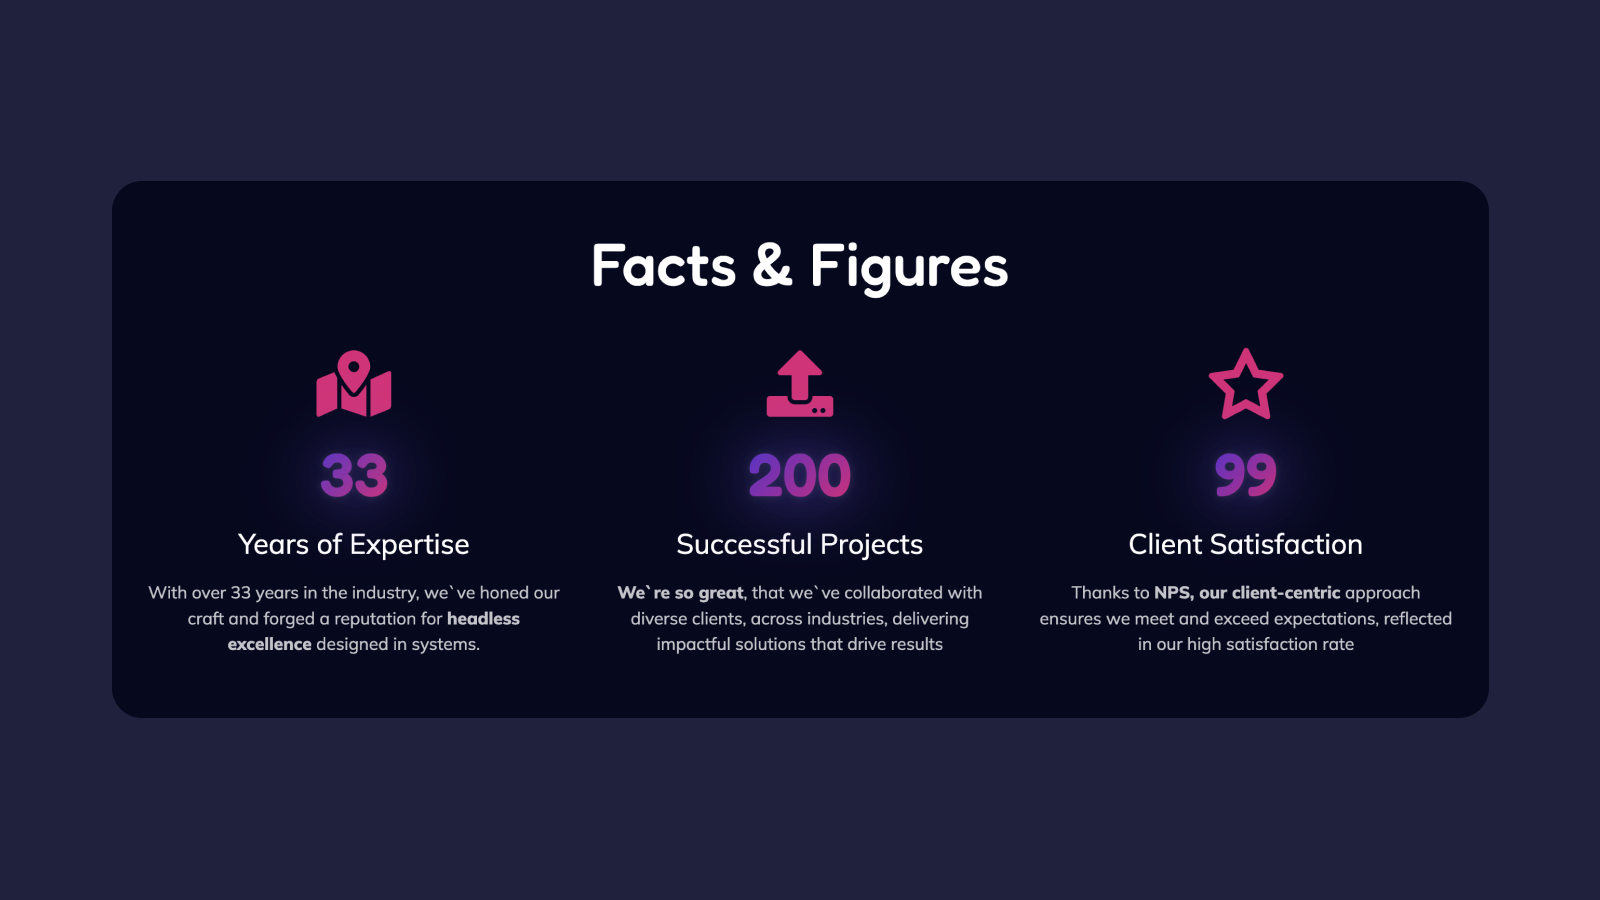 Facts & Figures
33
Years of Expertise
With over 33 years in the industry, we`ve honed our
craft and forged a reputation for headless
excellence designed in systems.
200
Successful Projects
We`re so great, that we`ve collaborated with
diverse clients, across industries, delivering
impactful solutions that drive results
99
Client Satisfaction
Thanks to NPS, our client-centric approach
ensures we meet and exceed expectations, reflected
in our high satisfaction rate